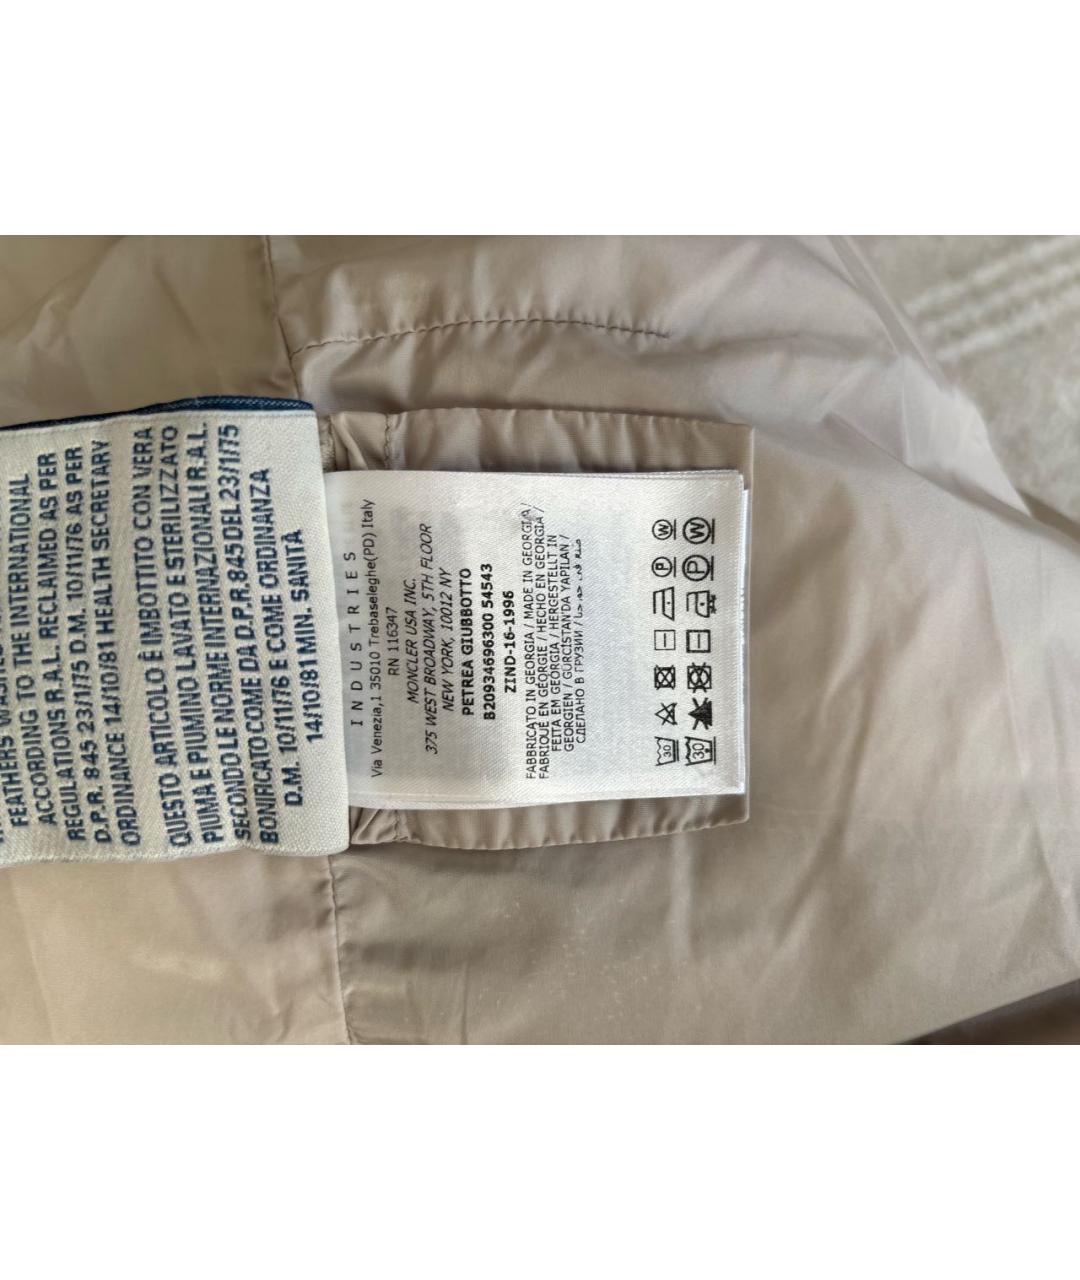 FEATHERS
ACCORDING TO THE INTERNATIONAL
REGULATIONS R.A.L. RECLAIMED AS PER
D.P.R. 845 23/1/75 D.M. 10/11/76 AS PER
ORDINANCE 14/10/81 HEALTH SECRETARY
QUESTO ARTICOLO È IMBOTTITO CON VERA
PIUMA E PIUMINO LAVATO E STERILIZZATO
SECONDO LE NORME INTERNAZIONALI R.A.L.
BONIFICATO COME DA D.P.R. 845 DEL 23/1/75
D.M. 10/11/76 E COME ORDINANZA
14/10/81 MIN. SANITÀ
INDUSTRIES
Via Venezia,1 35010 Trebaseleghe(PD) Italy
RN 116347
MONCLER USA INC.
375 WEST BROADWAY, 5TH FLOOR
NEW YORK, 10012 NY
PETREA GIUBBOTTO
B20934696300 54543
ZIND-16-1996
FABBRICATO IN GEORGIA / MADE IN GEORGIA /
FABRIQUÉ EN GÉORGIE / HECHO EN GEORGIA /
FEITA EM GEORGIA / HERGESTELLT IN
GEORGIEN / GÜRCİSTAN'DA YAPILAN /
СДЕЛАНО В ГРУЗИИ /
30 P W
30 P W